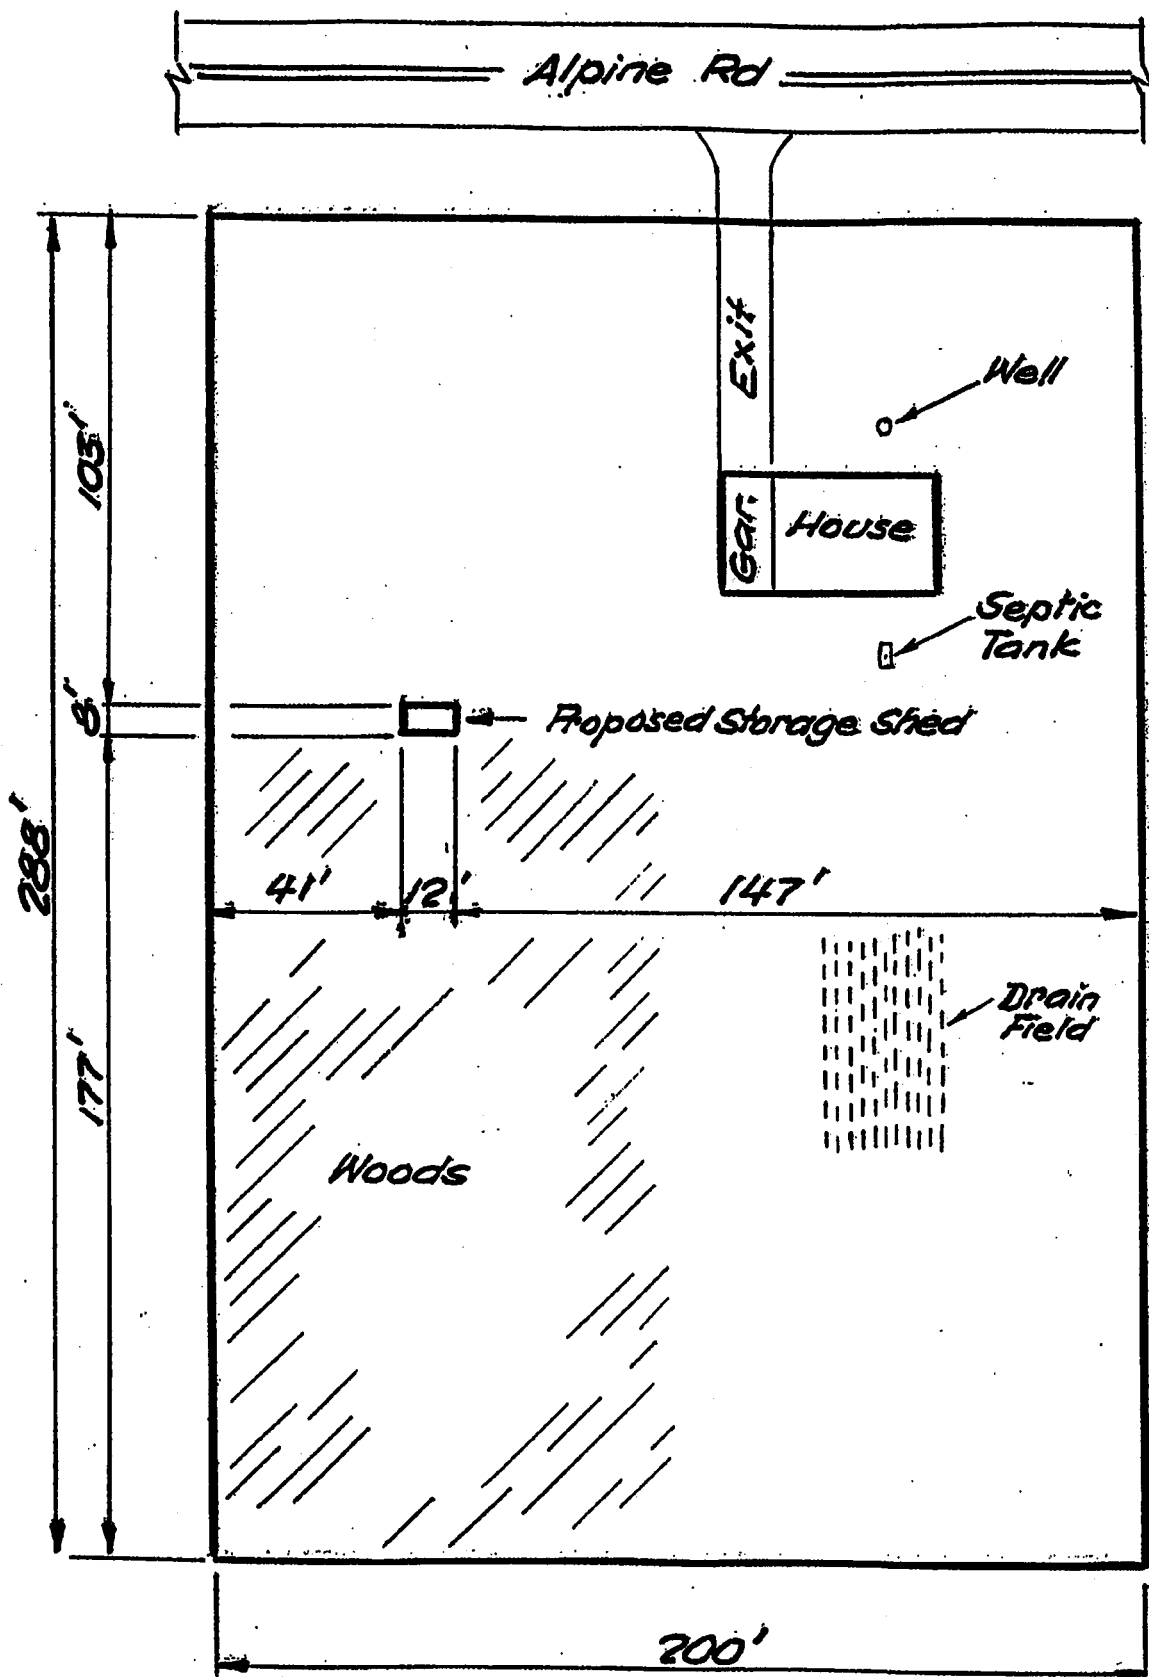 Alpine Rd
Exit
Well
103'
Gar.
House
Septic
Tank
8'
Proposed Storage Shed
288'
41'
12'
147'
Drain
Field
177'
Woods
200'